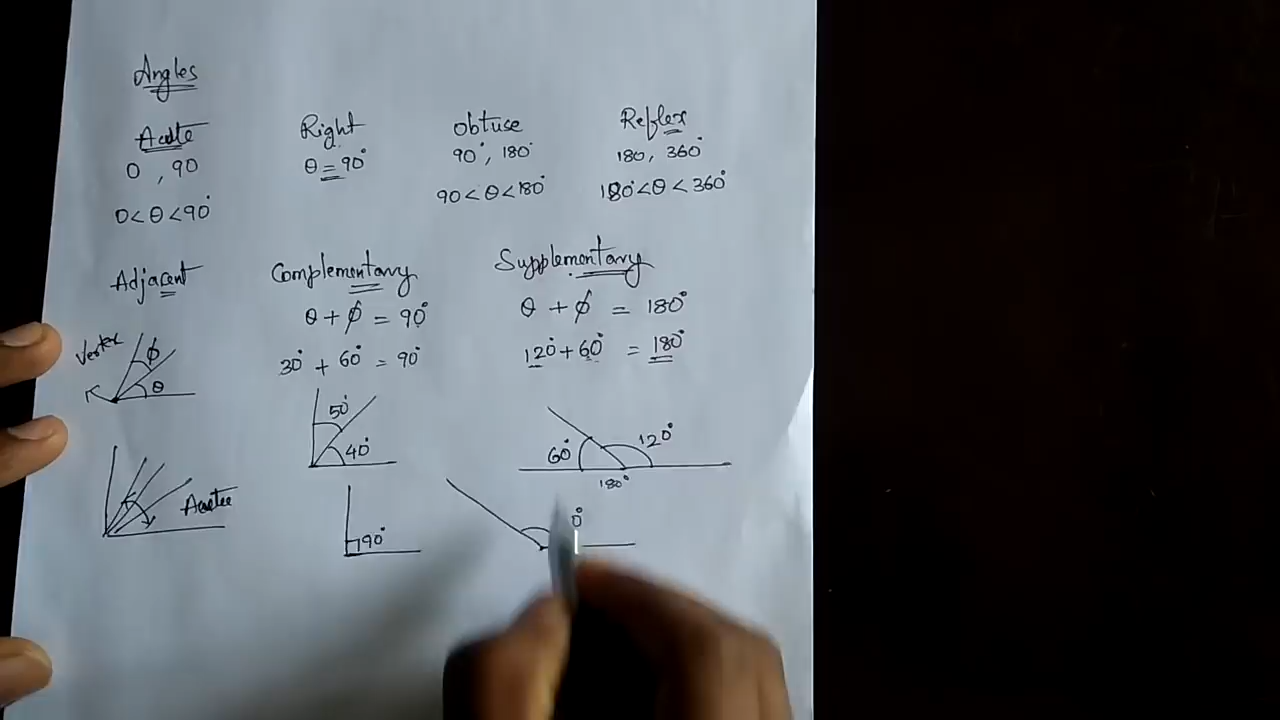 Angles
Acute Right Obtuse Reflex
0 , 90 θ = 90° 90°, 180° 180, 360°
0 < θ < 90° 90 < θ < 180° 180° < θ < 360°
Adjacent Complementary Supplementary
θ + ϕ = 90° θ + ϕ = 180°
30° + 60° = 90° 120° + 60° = 180°
Vertex ϕ θ
50° 40°
60° 120°
180°
Acute
90°